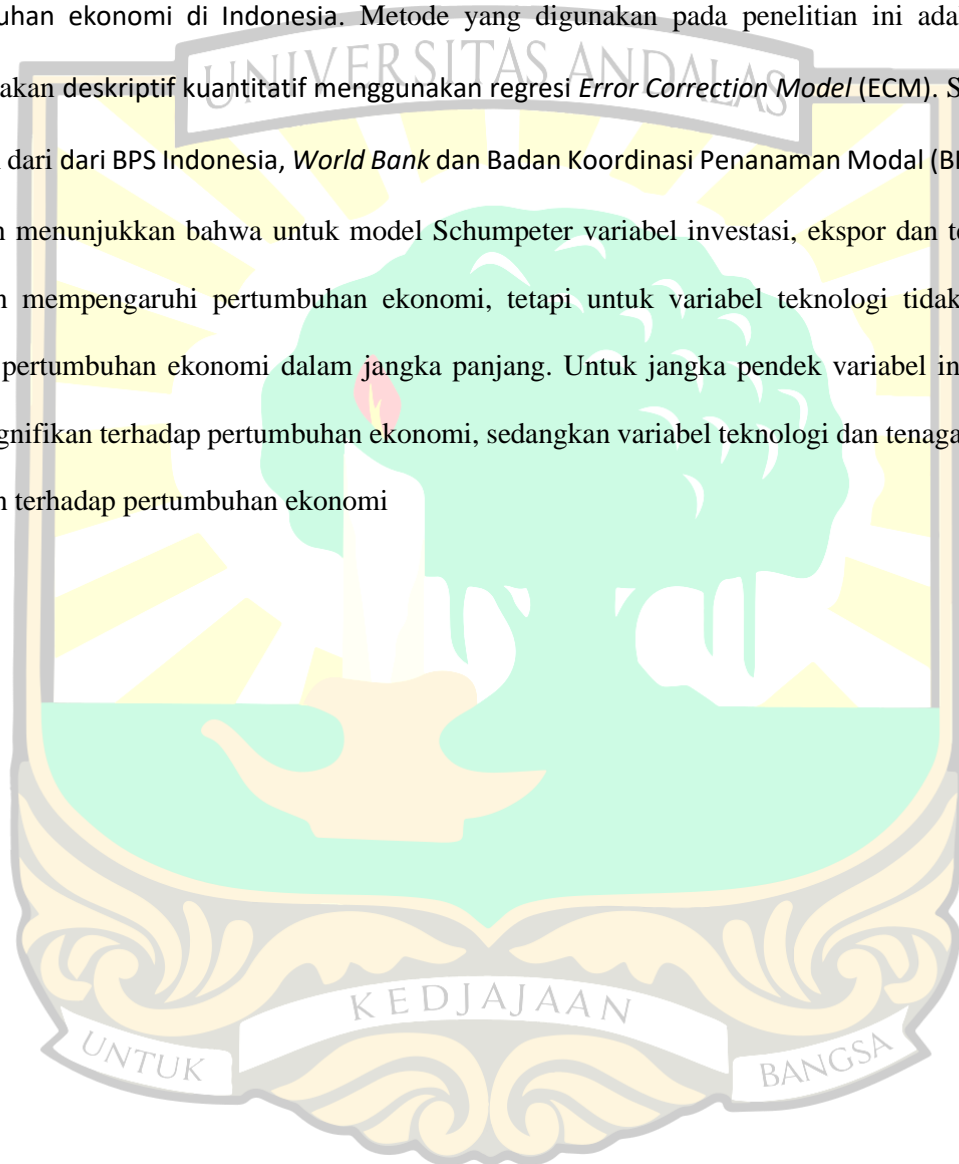 uhan ekonomi di Indonesia. Metode yang digunakan pada penelitian ini ada
UNIVERSITAS ANDALAS
akan deskriptif kuantitatif menggunakan regresi Error Correction Model (ECM). S
dari dari BPS Indonesia, World Bank dan Badan Koordinasi Penanaman Modal (B
n menunjukkan bahwa untuk model Schumpeter variabel investasi, ekspor dan t
n mempengaruhi pertumbuhan ekonomi, tetapi untuk variabel teknologi tidak
pertumbuhan ekonomi dalam jangka panjang. Untuk jangka pendek variabel in
gnifikan terhadap pertumbuhan ekonomi, sedangkan variabel teknologi dan tenaga
n terhadap pertumbuhan ekonomi
KEDJAJAAN
UNTUK
BANGSA